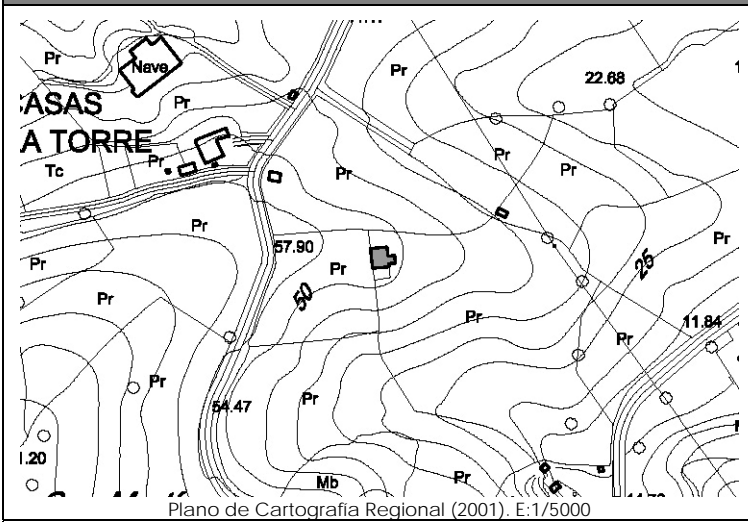 Pr
Nave
Pr
22.68
CASAS
Pr
A TORRE
Pr
Tc
Pr
Pr
Pr
Pr
57.90
Pr
Pr
Pr
50
25
Pr
Pr
11.84
Pr
Pr
Pr
54.47
1.20
Mb
Pr
Plano de Cartografía Regional (2001). E:1/5000